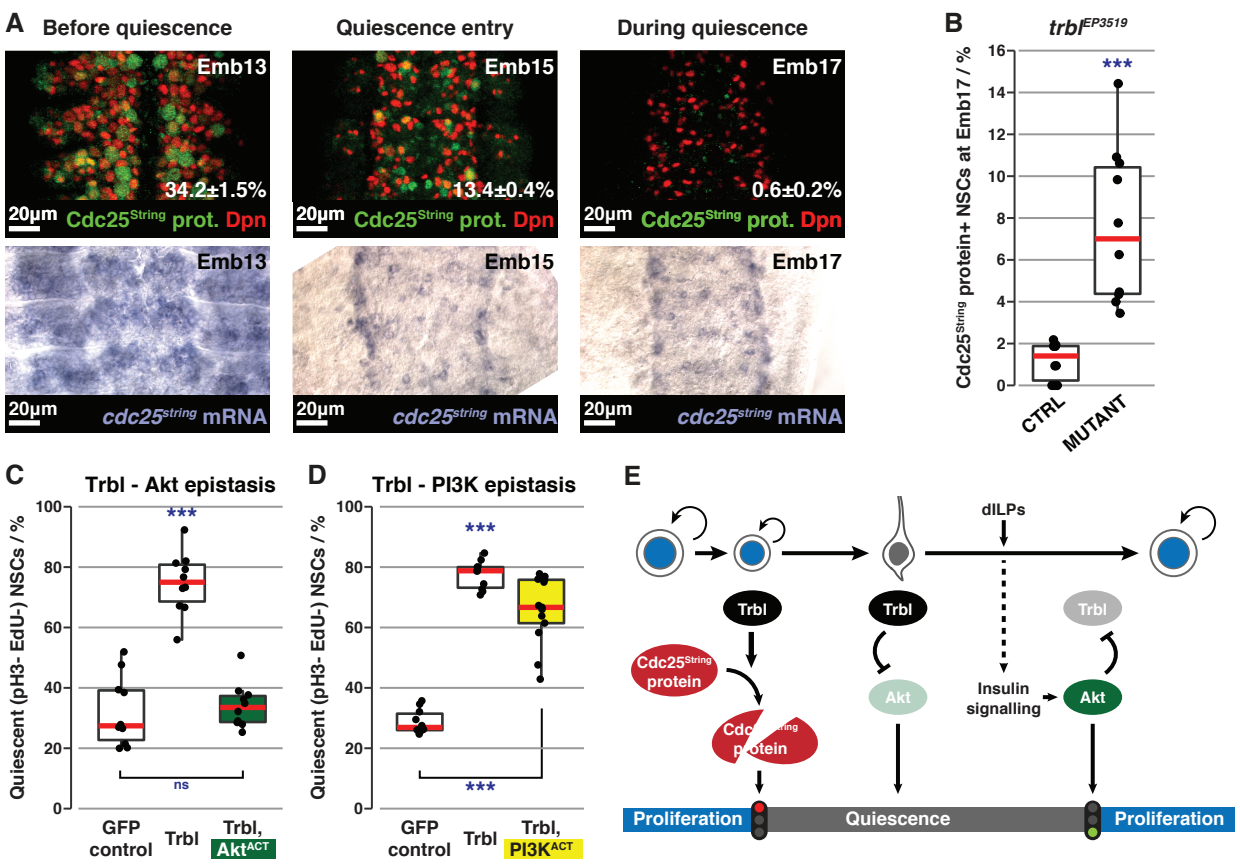 A
Before quiescence
Quiescence entry
During quiescence
Emb13
34.2±1.5%
20µm
Cdc25String prot. Dpn
Emb15
13.4±0.4%
20µm
Cdc25String prot. Dpn
Emb17
0.6±0.2%
20µm
Cdc25String prot. Dpn
Emb13
20µm
cdc25string mRNA
Emb15
20µm
cdc25string mRNA
Emb17
20µm
cdc25string mRNA
B
trblEP3519
Cdc25String protein+ NSCs at Emb17 / %
16
14
12
10
8
6
4
2
0
***
CTRL
MUTANT
C
Trbl - Akt epistasis
Quiescent (pH3- EdU-) NSCs / %
100
80
60
40
20
0
***
ns
GFP
control
Trbl
Trbl,
AktACT
D
Trbl - PI3K epistasis
Quiescent (pH3- EdU-) NSCs / %
100
80
60
40
20
0
***
***
GFP
control
Trbl
Trbl,
PI3KACT
E
dILPs
Trbl
Trbl
Trbl
Cdc25String
protein
Cdc25String
protein
Akt
Insulin
signalling
Akt
Proliferation
Quiescence
Proliferation